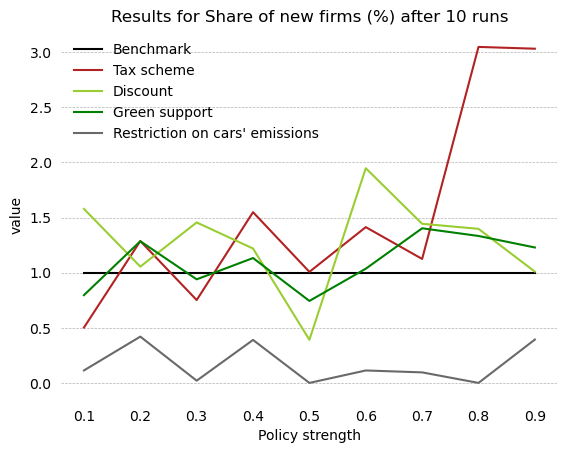 Results for Share of new firms (%) after 10 runs
Benchmark
Tax scheme
Discount
Green support
Restriction on cars' emissions
value
3.0
2.5
2.0
1.5
1.0
0.5
0.0
0.1 0.2 0.3 0.4 0.5 0.6 0.7 0.8 0.9
Policy strength